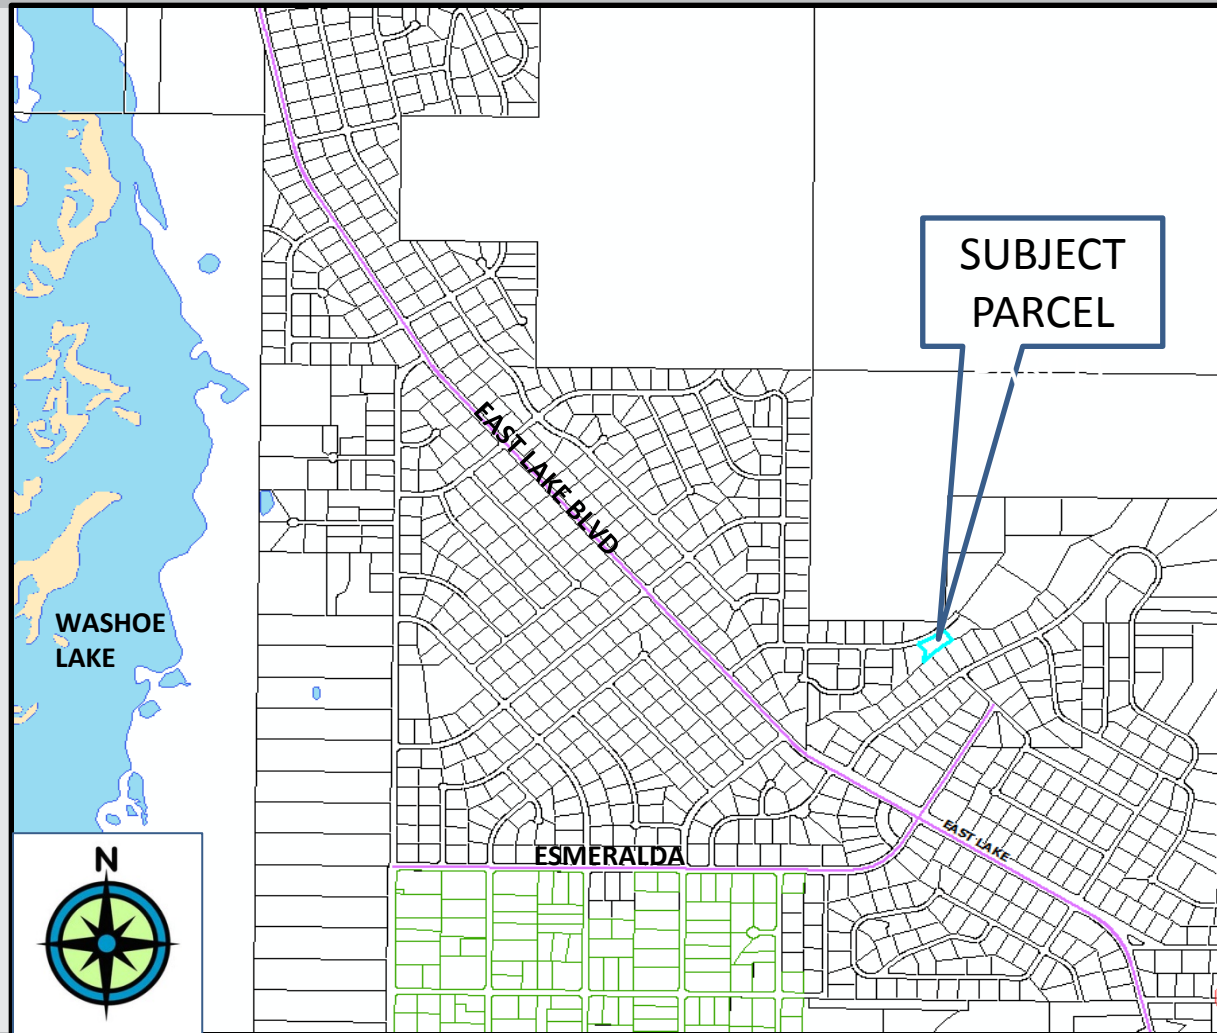 SUBJECT
PARCEL
EAST LAKE BLVD
WASHOE
LAKE
EAST LAKE
ESMERALDA
N